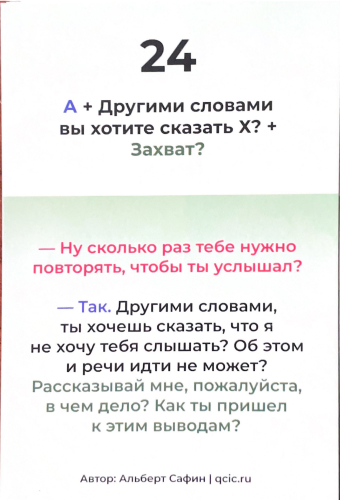 24
А + Другими словами
вы хотите сказать X? +
Захват?
— Ну сколько раз тебе нужно
повторять, чтобы ты услышал?
— Так. Другими словами,
ты хочешь сказать, что я
не хочу тебя слышать? Об этом
и речи идти не может?
Рассказывай мне, пожалуйста,
в чем дело? Как ты пришел
к этим выводам?
Автор: Альберт Сафин | qcic.ru